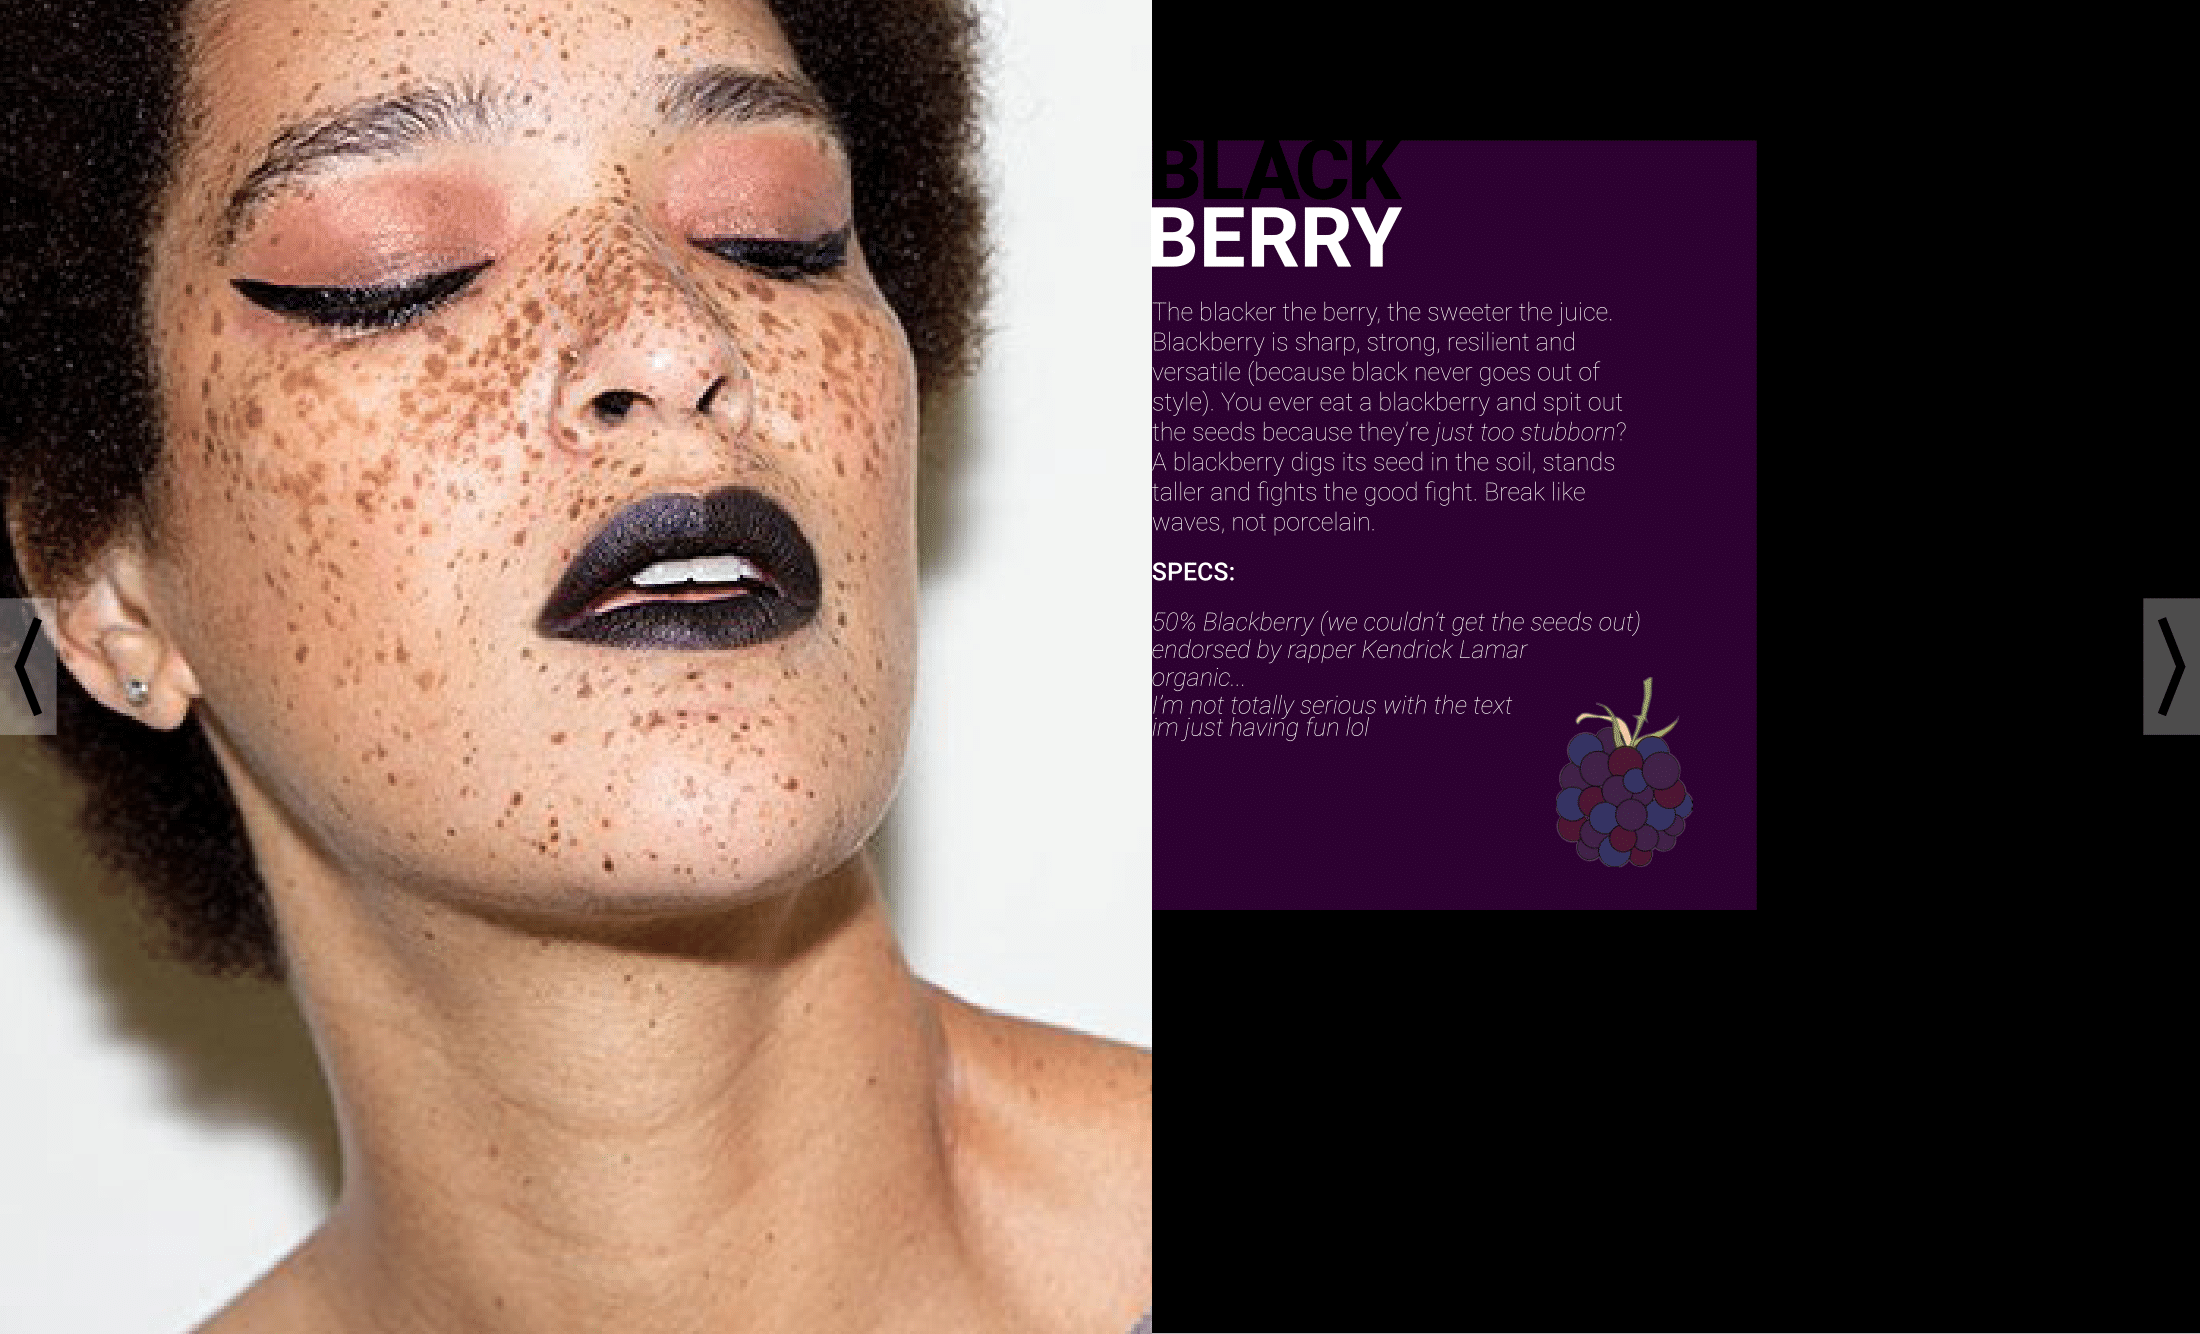 BLACK
BERRY
The blacker the berry, the sweeter the juice.
Blackberry is sharp, strong, resilient and
versatile (because black never goes out of
style). You ever eat a blackberry and spit out
the seeds because they're just too stubborn?
A blackberry digs its seed in the soil, stands
taller and fights the good fight. Break like
waves, not porcelain.
SPECS:
50% Blackberry (we couldn't get the seeds out)
endorsed by rapper Kendrick Lamar
organic...
I'm not totally serious with the text
im just having fun lol